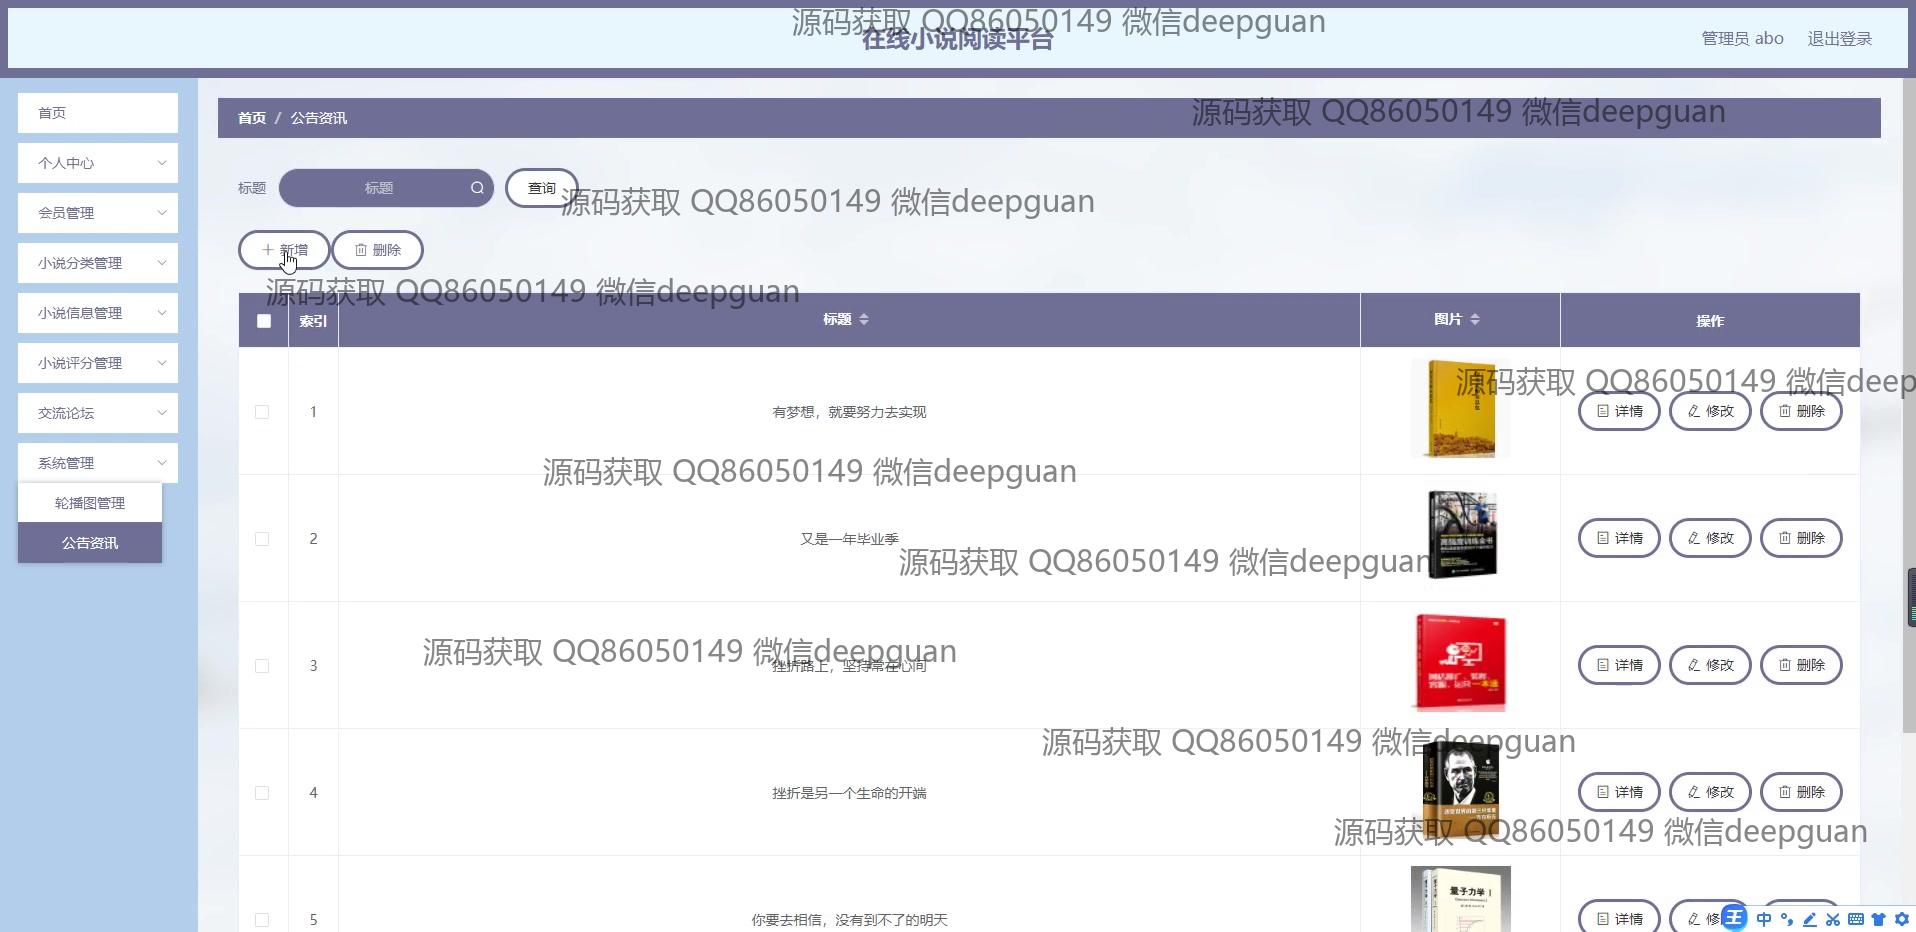 源码获取 QQ86050149 微信deepguan
在线小说阅读平台
管理员 abo 退出登录
首页
个人中心
会员管理
小说分类管理
小说信息管理
小说评分管理
交流论坛
系统管理
轮播图管理
公告资讯
首页 / 公告资讯
源码获取 QQ86050149 微信deepguan
标题 标题 查询
源码获取 QQ86050149 微信deepguan
新增 删除
源码获取 QQ86050149 微信deepguan
索引 标题 图片 操作
源码获取 QQ86050149 微信deep
1 有梦想，就要努力去实现 详情 修改 删除
源码获取 QQ86050149 微信deepguan
2 又是一年毕业季 高强度训练全书 详情 修改 删除
源码获取 QQ86050149 微信deepguan
源码获取 QQ86050149 微信deepguan
3 挫折路上，坚持常在心间 详情 修改 删除
源码获取 QQ86050149 微信deepguan
4 挫折是另一个生命的开端 详情 修改 删除
源码获取 QQ86050149 微信deepguan
量子力学 I
5 你要去相信，没有到不了的明天 详情 修
王 中